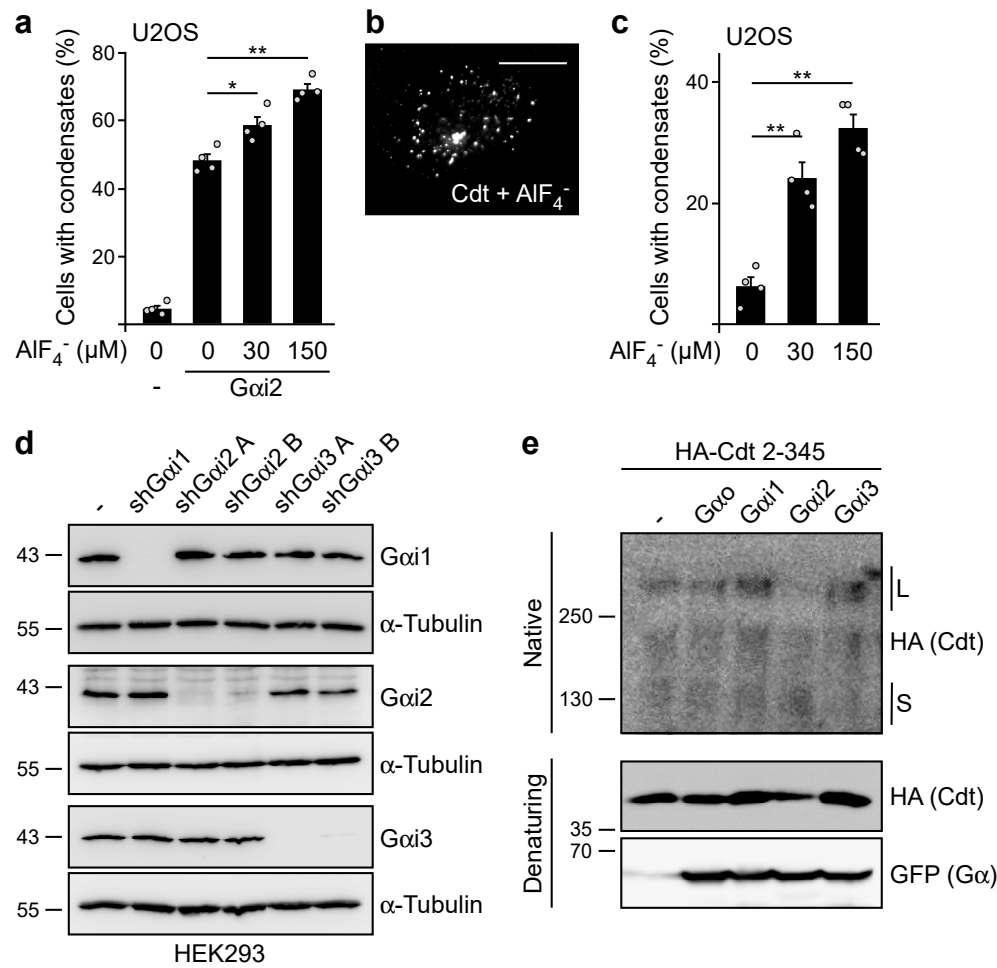 a
U2OS
Cells with condensates (%)
80
60
40
20
**
*
AlF4- (µM) 0 0 30 150
- Gαi2
b
Cdt + AlF4-
c
U2OS
Cells with condensates (%)
40
20
**
**
AlF4- (µM) 0 30 150
d
- shGαi1 shGαi2 A shGαi2 B shGαi3 A shGαi3 B
43 Gαi1
55 α-Tubulin
43 Gαi2
55 α-Tubulin
43 Gαi3
55 α-Tubulin
HEK293
e
HA-Cdt 2-345
- Gαo Gαi1 Gαi2 Gαi3
Native
L
250
HA (Cdt)
130 S
Denaturing
HA (Cdt)
35
70
GFP (Gα)